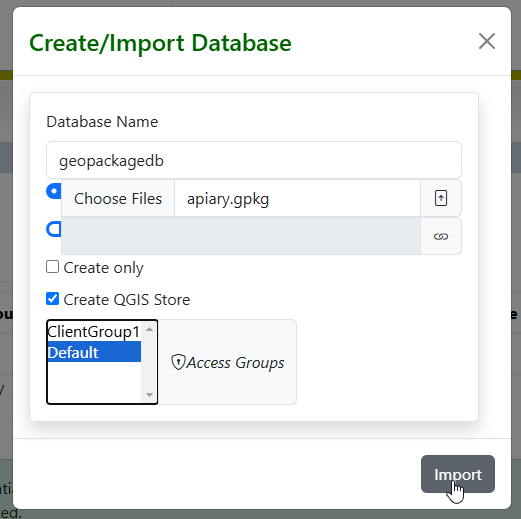 Create/Import Database
Database Name
geopackagedb
Choose Files apiary.gpkg
Create only
Create QGIS Store
ClientGroup1
Default
Access Groups
Import